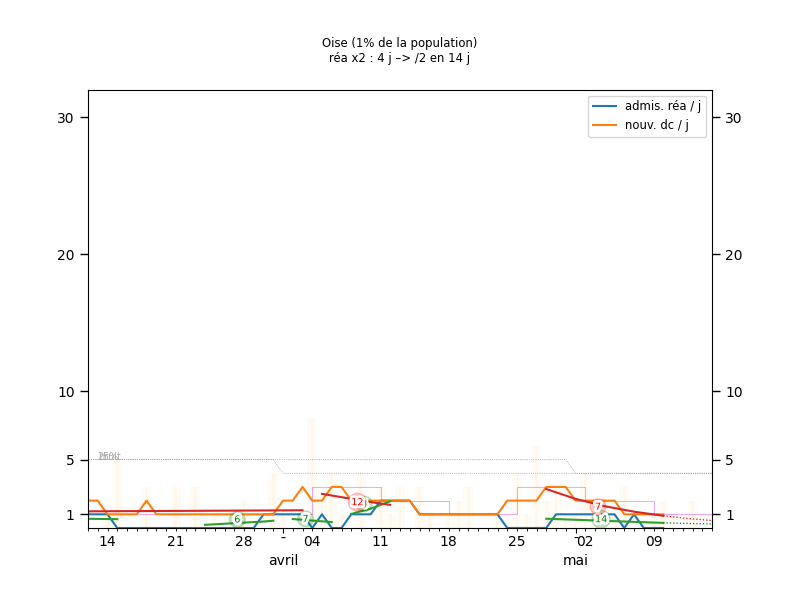 Oise (1% de la population)
réa x2 : 4 j –> /2 en 14 j
admis. réa / j
nouv. dc / j
30 30
20 20
10 10
5 5
1 1
6 7 12 7 14
14 21 28 - 04 11 18 25 - 02 09
avril mai